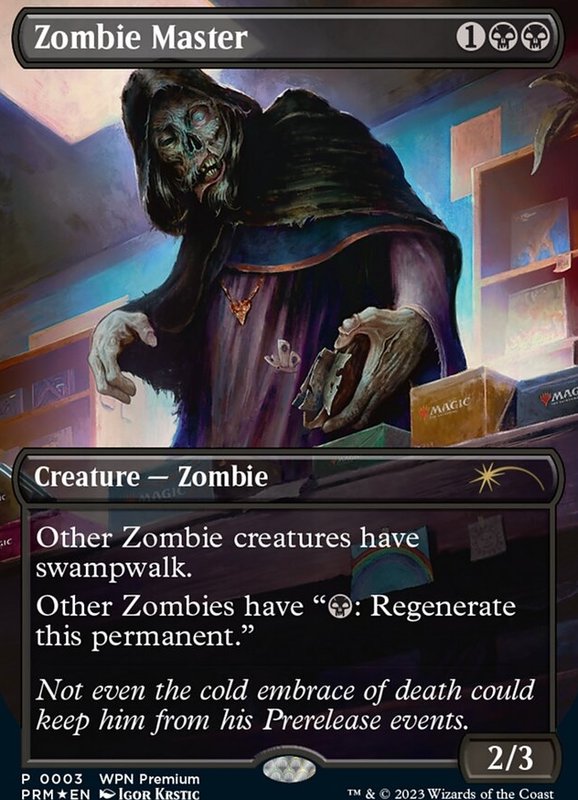 Zombie Master 1
MAGIC
MAGIC
MAGIC
Creature — Zombie
Other Zombie creatures have
swampwalk.
Other Zombies have “: Regenerate
this permanent.”
Not even the cold embrace of death could
keep him from his Prerelease events.
2/3
P 0003 WPN Premium
PRM★EN Igor Krstic
™ & © 2023 Wizards of the Coast